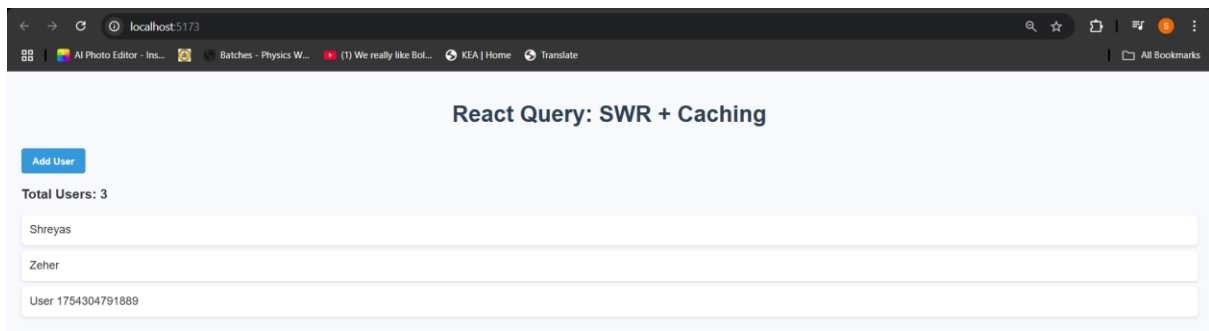 localhost:5173
AI Photo Editor - Ins... Batches - Physics W... (1) We really like Bol... KEA | Home Translate All Bookmarks
React Query: SWR + Caching
Add User
Total Users: 3
Shreyas
Zeher
User 1754304791889